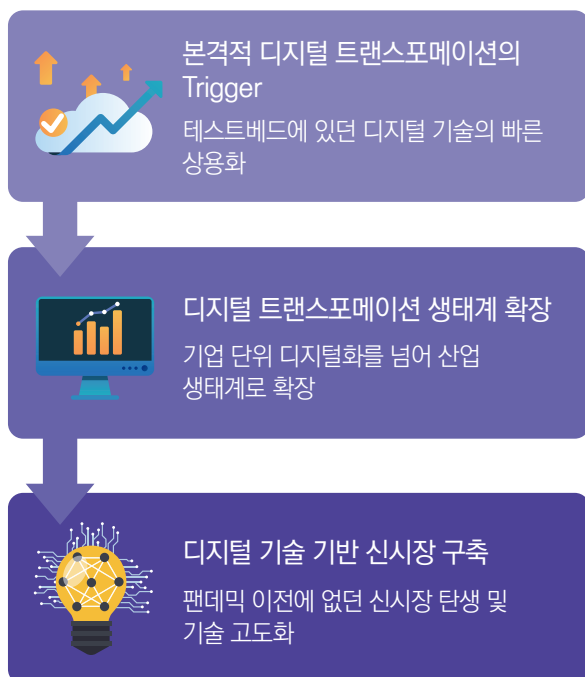 본격적 디지털 트랜스포메이션의
Trigger
테스트베드에 있던 디지털 기술의 빠른
상용화
디지털 트랜스포메이션 생태계 확장
기업 단위 디지털화를 넘어 산업
생태계로 확장
디지털 기술 기반 신시장 구축
팬데믹 이전에 없던 신시장 탄생 및
기술 고도화